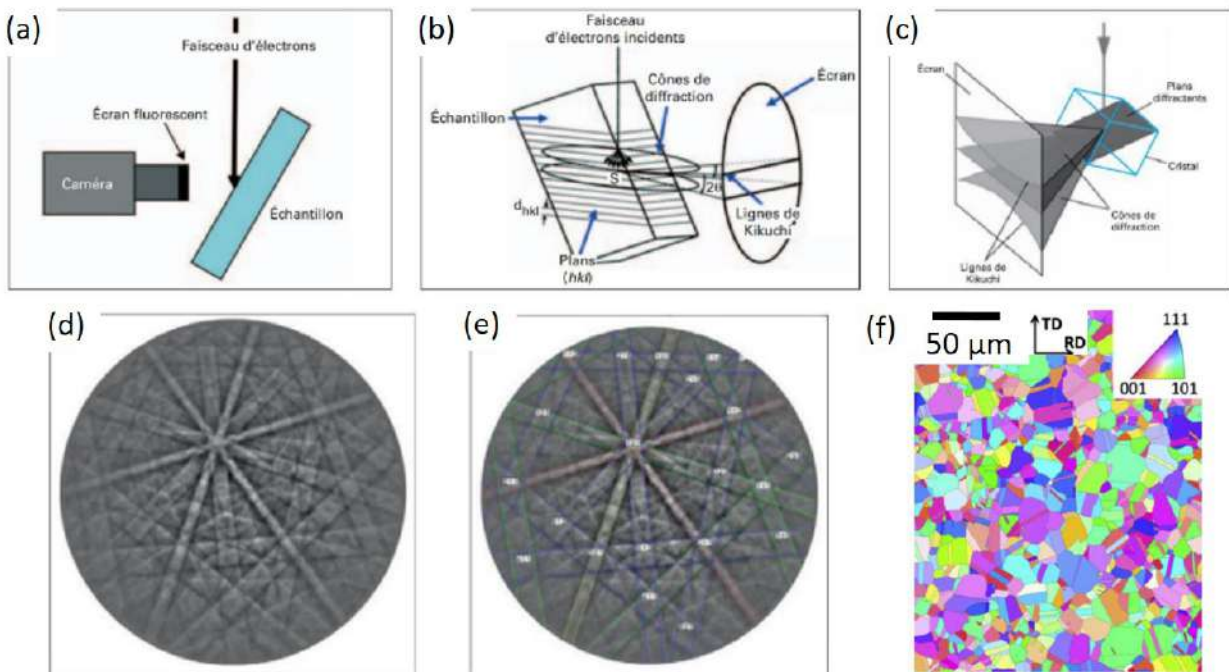 (a)
Faisceau d'électrons
Écran fluorescent
Caméra
Échantillon
(b)
Faisceau
d'électrons incidents
Écran
Cônes de
diffraction
Échantillon
S
2θ
dhkl
Lignes de
Kikuchi
Plans
(hkl)
(c)
Écran
Plans
diffractants
Cristal
Cônes de
diffraction
Lignes de
Kikuchi
(d)
(e)
(f)
50 µm
TD
RD
111
001
101